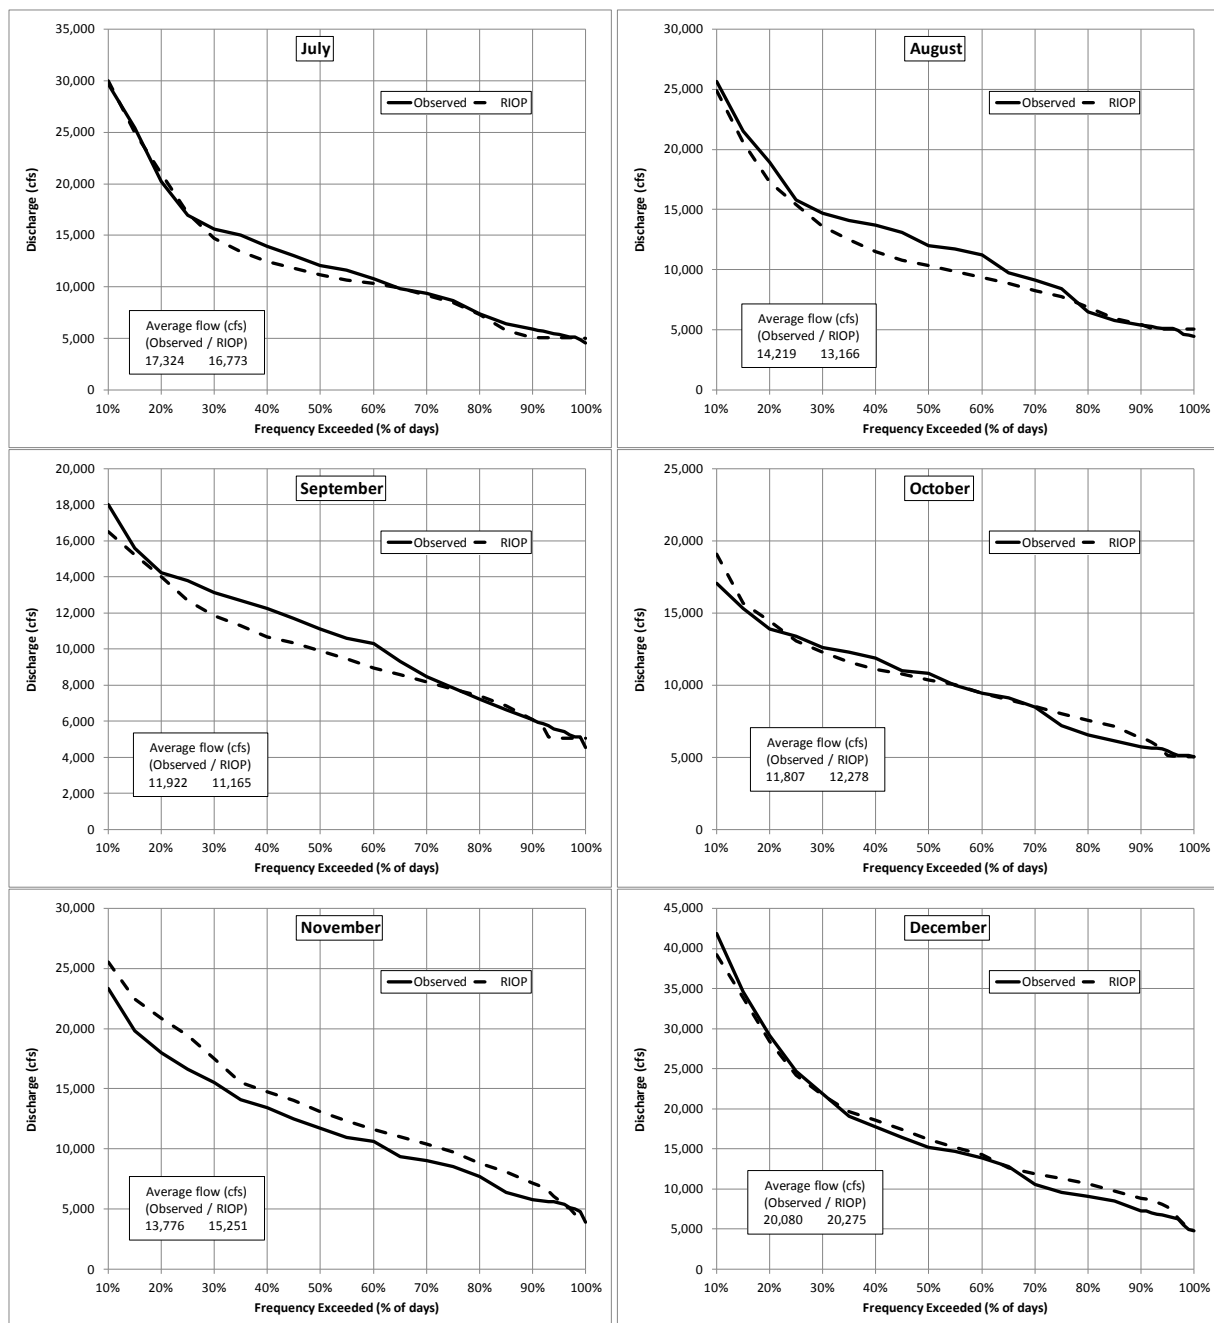 July
35,000
30,000
25,000
20,000
15,000
10,000
5,000
0
Discharge (cfs)
Observed RIOP
Average flow (cfs)
(Observed / RIOP)
17,324 16,773
10% 20% 30% 40% 50% 60% 70% 80% 90% 100%
Frequency Exceeded (% of days)
August
30,000
25,000
20,000
15,000
10,000
5,000
0
Discharge (cfs)
Observed RIOP
Average flow (cfs)
(Observed / RIOP)
14,219 13,166
10% 20% 30% 40% 50% 60% 70% 80% 90% 100%
Frequency Exceeded (% of days)
September
20,000
18,000
16,000
14,000
12,000
10,000
8,000
6,000
4,000
2,000
0
Discharge (cfs)
Observed RIOP
Average flow (cfs)
(Observed / RIOP)
11,922 11,165
10% 20% 30% 40% 50% 60% 70% 80% 90% 100%
Frequency Exceeded (% of days)
October
25,000
20,000
15,000
10,000
5,000
0
Discharge (cfs)
Observed RIOP
Average flow (cfs)
(Observed / RIOP)
11,807 12,278
10% 20% 30% 40% 50% 60% 70% 80% 90% 100%
Frequency Exceeded (% of days)
November
30,000
25,000
20,000
15,000
10,000
5,000
0
Discharge (cfs)
Observed RIOP
Average flow (cfs)
(Observed / RIOP)
13,776 15,251
10% 20% 30% 40% 50% 60% 70% 80% 90% 100%
Frequency Exceeded (% of days)
December
45,000
40,000
35,000
30,000
25,000
20,000
15,000
10,000
5,000
0
Discharge (cfs)
Observed RIOP
Average flow (cfs)
(Observed / RIOP)
20,080 20,275
10% 20% 30% 40% 50% 60% 70% 80% 90% 100%
Frequency Exceeded (% of days)